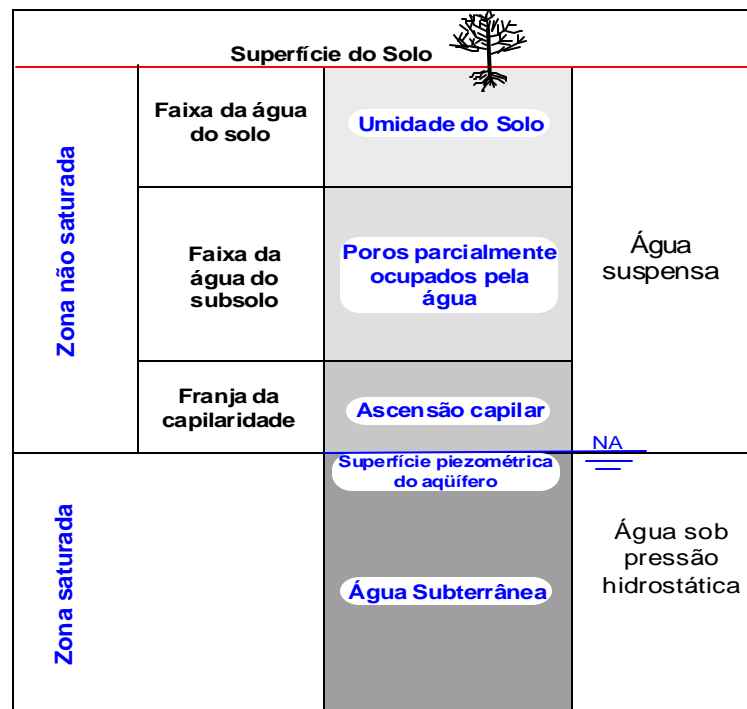 Superfície do Solo
Faixa da água
do solo
Umidade do Solo
Zona não saturada
Faixa da
água do
subsolo
Poros parcialmente
ocupados pela
água
Água
suspensa
Franja da
capilaridade
Ascensão capilar
NA
Superfície piezométrica
do aqüífero
Zona saturada
Água Subterrânea
Água sob
pressão
hidrostática